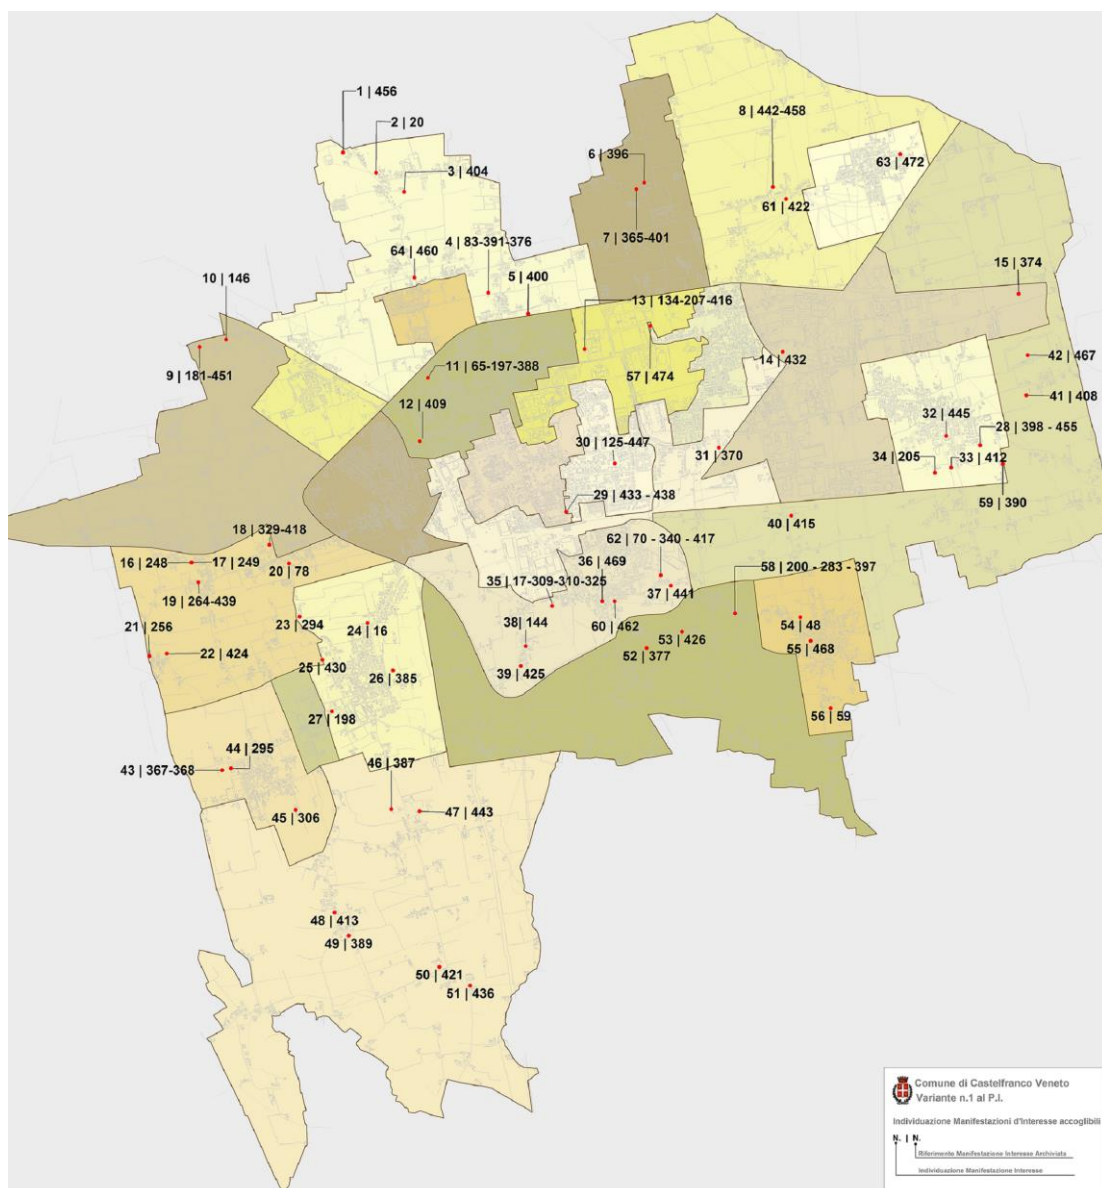 1 | 456
2 | 20
3 | 404
6 | 396
8 | 442-458
63 | 472
61 | 422
4 | 83-391-376
7 | 365-401
64 | 460
10 | 146
5 | 400
15 | 374
13 | 134-207-416
9 | 181-451
11 | 65-197-388
57 | 474
14 | 432
42 | 467
12 | 409
41 | 408
32 | 445
28 | 398 - 455
30 | 125-447
31 | 370
34 | 205
33 | 412
29 | 433 - 438
59 | 390
40 | 415
18 | 329-418
62 | 70 - 340 - 417
16 | 248
17 | 249
36 | 469
58 | 200 - 283 - 397
20 | 78
35 | 17-309-310-325
37 | 441
19 | 264-439
21 | 256
23 | 294
24 | 16
38 | 144
60 | 462
54 | 48
53 | 426
22 | 424
25 | 430
52 | 377
55 | 468
26 | 385
39 | 425
27 | 198
56 | 59
44 | 295
43 | 367-368
46 | 387
45 | 306
47 | 443
48 | 413
49 | 389
50 | 421
51 | 436
Comune di Castelfranco Veneto
Variante n.1 al P.I.
Individuazione Manifestazioni d'Interesse accoglibili
N. | N.
Riferimento Manifestazione Interesse Archiviata
Individuazione Manifestazione Interesse